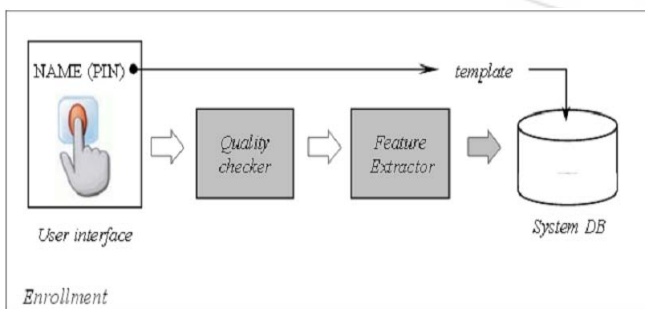 NAME (PIN)
template
Quality
checker
Feature
Extractor
User interface
System DB
Enrollment